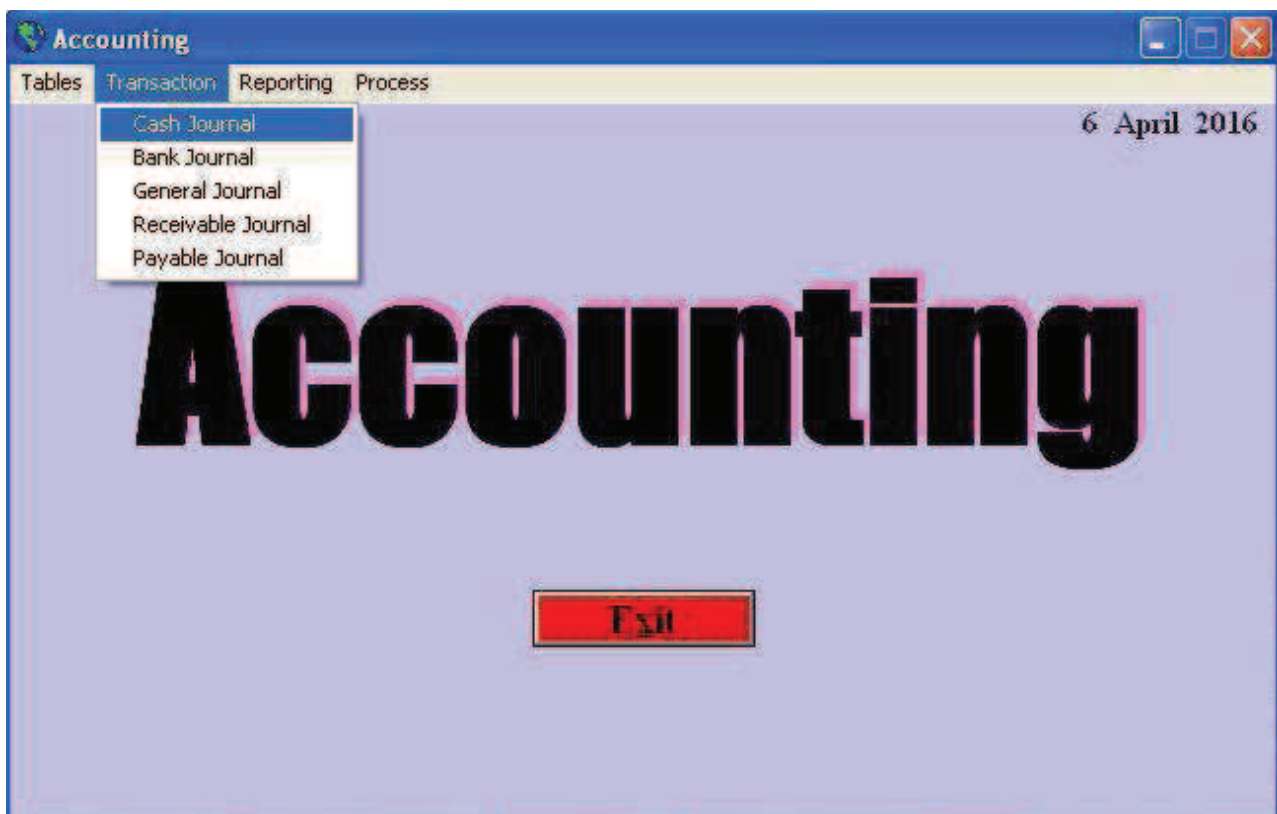 Accounting
Tables Transaction Reporting Process
Cash Journal
6 April 2016
Bank Journal
General Journal
Receivable Journal
Payable Journal
Accounting
Exit